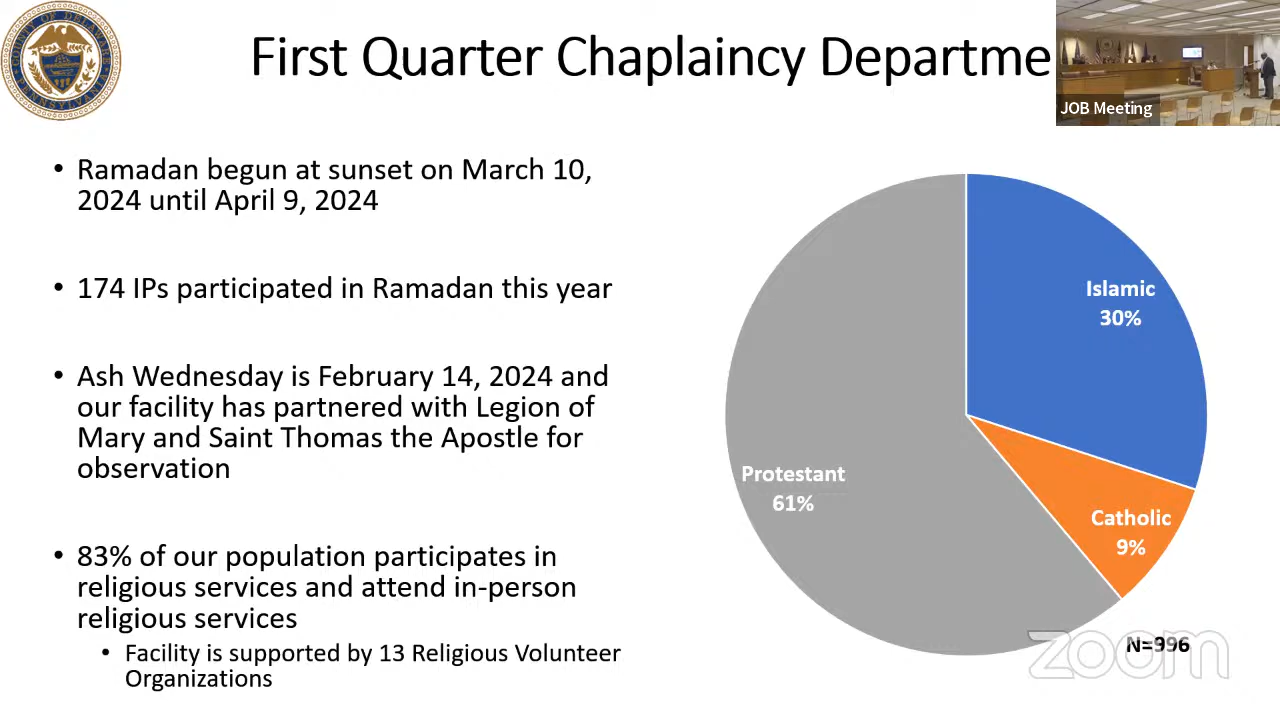 COUNTY OF DELAWARE
PENNSYLVANIA
First Quarter Chaplaincy Departme
JOB Meeting
• Ramadan begun at sunset on March 10,
2024 until April 9, 2024
• 174 IPs participated in Ramadan this year
• Ash Wednesday is February 14, 2024 and
our facility has partnered with Legion of
Mary and Saint Thomas the Apostle for
observation
• 83% of our population participates in
religious services and attend in-person
religious services
• Facility is supported by 13 Religious Volunteer
Organizations
Islamic
30%
Protestant
61%
Catholic
9%
N=996
zoom